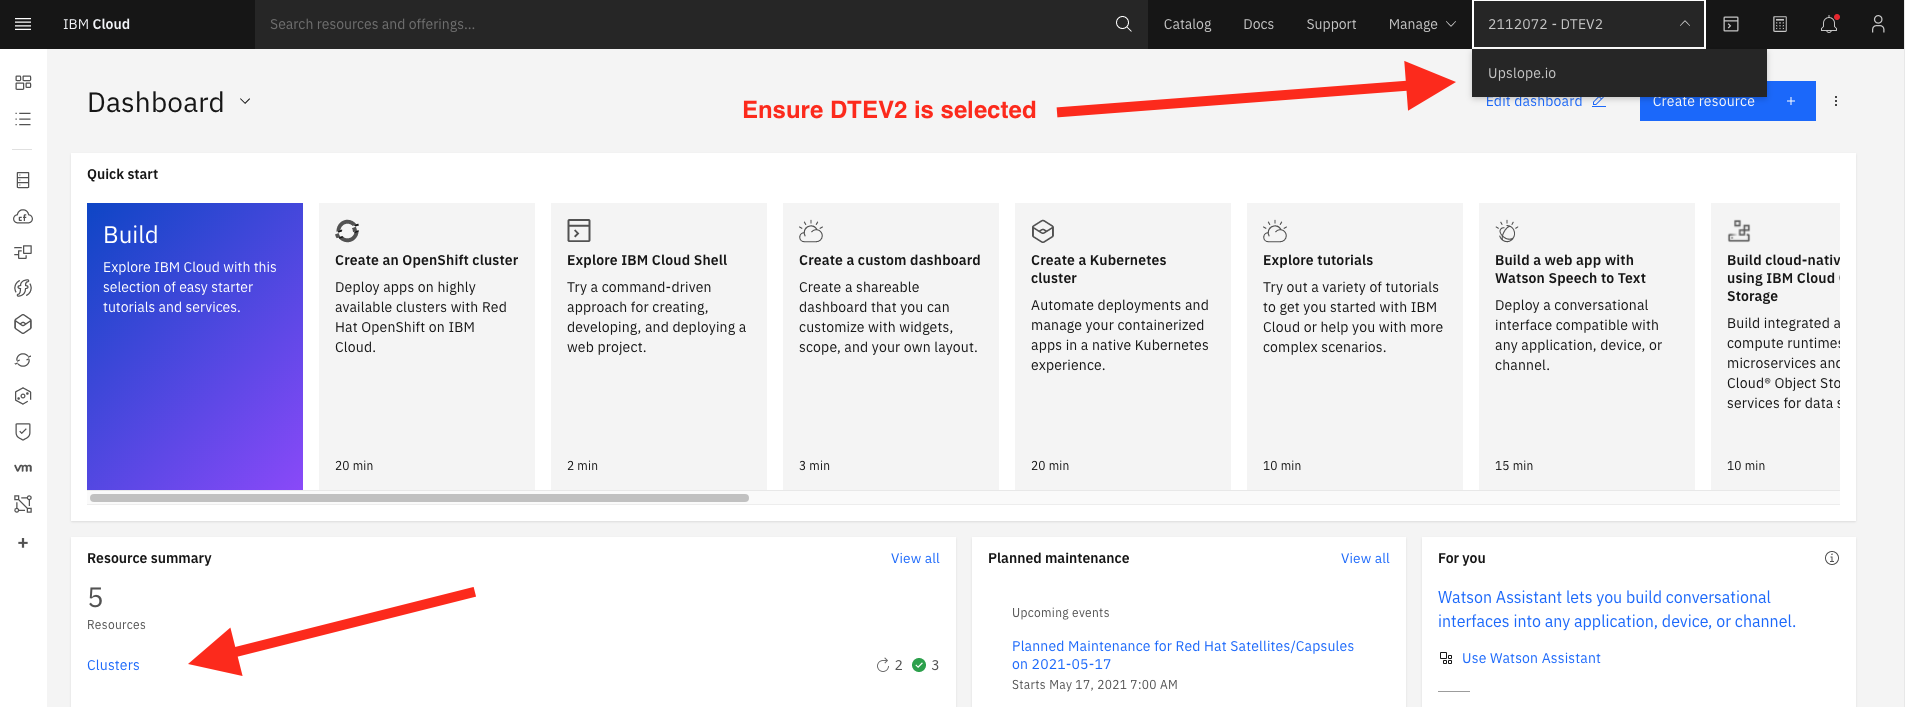 IBM Cloud
Search resources and offerings...
Catalog
Docs
Support
Manage
2112072 - DTEV2
Upslope.io
Dashboard
Ensure DTEV2 is selected
Edit dashboard
Create resource +
Quick start
Build
Explore IBM Cloud with this
selection of easy starter
tutorials and services.
Create an OpenShift cluster
Deploy apps on highly
available clusters with Red
Hat OpenShift on IBM
Cloud.
20 min
Explore IBM Cloud Shell
Try a command-driven
approach for creating,
developing, and deploying a
web project.
2 min
Create a custom dashboard
Create a shareable
dashboard that you can
customize with widgets,
scope, and your own layout.
3 min
Create a Kubernetes
cluster
Automate deployments and
manage your containerized
apps in a native Kubernetes
experience.
20 min
Explore tutorials
Try out a variety of tutorials
to get you started with IBM
Cloud or help you with more
complex scenarios.
10 min
Build a web app with
Watson Speech to Text
Deploy a conversational
interface compatible with
any application, device, or
channel.
15 min
Build cloud-nativ
using IBM Cloud
Storage
Build integrated a
compute runtimes
microservices and
Cloud® Object Sto
services for data s
10 min
cf
vm
Resource summary
View all
5
Resources
Clusters
2
3
Planned maintenance
View all
Upcoming events
Planned Maintenance for Red Hat Satellites/Capsules
on 2021-05-17
Starts May 17, 2021 7:00 AM
For you
Watson Assistant lets you build conversational
interfaces into any application, device, or channel.
Use Watson Assistant